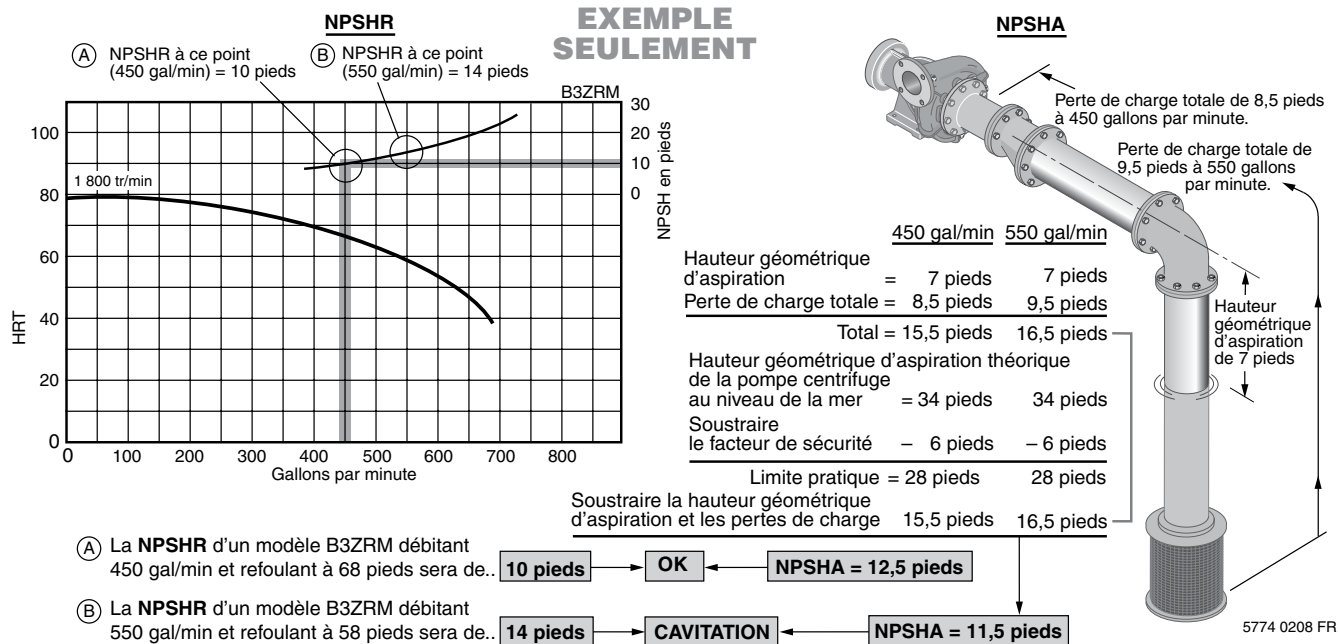 NPSHR
EXEMPLE
SEULEMENT
NPSHA
A NPSHR à ce point
(450 gal/min) = 10 pieds
B NPSHR à ce point
(550 gal/min) = 14 pieds
B3ZRM
30
20
10
0
NPSH en pieds
100
80
60
40
20
0
HRT
1 800 tr/min
0 100 200 300 400 500 600 700 800
Gallons par minute
Perte de charge totale de 8,5 pieds
à 450 gallons par minute.
Perte de charge totale de
9,5 pieds à 550 gallons
par minute.
Hauteur
géométrique
d'aspiration
de 7 pieds
450 gal/min 550 gal/min
Hauteur géométrique
d'aspiration = 7 pieds 7 pieds
Perte de charge totale = 8,5 pieds 9,5 pieds
Total = 15,5 pieds 16,5 pieds
Hauteur géométrique d'aspiration théorique
de la pompe centrifuge
au niveau de la mer = 34 pieds 34 pieds
Soustraire
le facteur de sécurité – 6 pieds – 6 pieds
Limite pratique = 28 pieds 28 pieds
Soustraire la hauteur géométrique
d'aspiration et les pertes de charge 15,5 pieds 16,5 pieds
A La NPSHR d'un modèle B3ZRM débitant
450 gal/min et refoulant à 68 pieds sera de.. 10 pieds OK NPSHA = 12,5 pieds
B La NPSHR d'un modèle B3ZRM débitant
550 gal/min et refoulant à 58 pieds sera de.. 14 pieds CAVITATION NPSHA = 11,5 pieds
5774 0208 FR